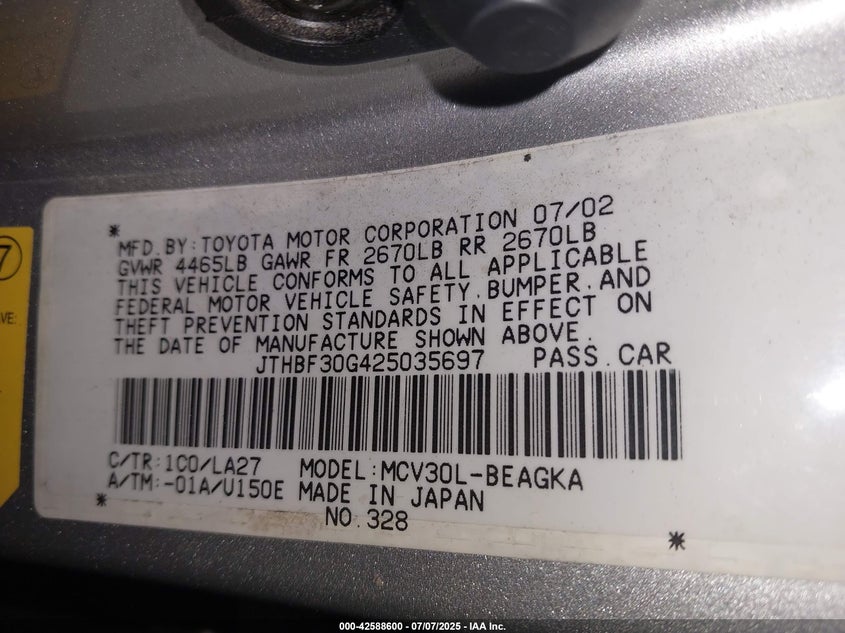 7
VE:
*
MFD. BY: TOYOTA MOTOR CORPORATION 07/02
GVWR 4465LB GAWR FR 2670LB RR 2670LB
THIS VEHICLE CONFORMS TO ALL APPLICABLE
FEDERAL MOTOR VEHICLE SAFETY, BUMPER, AND
THEFT PREVENTION STANDARDS IN EFFECT ON
THE DATE OF MANUFACTURE SHOWN ABOVE.
JTHBF30G425035697 PASS. CAR
C/TR: 1C0/LA27 MODEL: MCV30L-BEAGKA
A/TM: -01A/U150E MADE IN JAPAN
* NO. 328 *
000-42588600 - 07/07/2025 - IAA Inc.